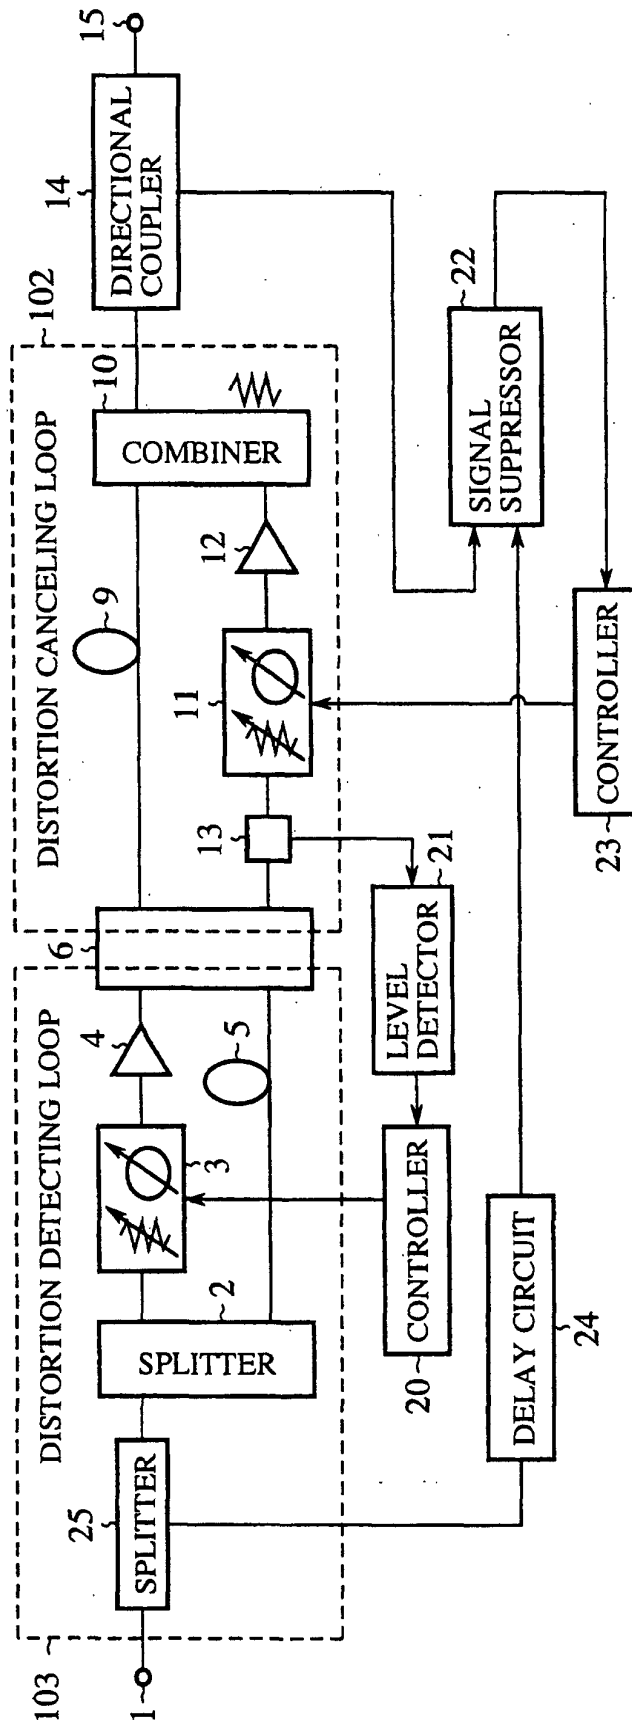 103
DISTORTION DETECTING LOOP
DISTORTION CANCELING LOOP
102
1
25
SPLITTER
SPLITTER
2
3
4
5
6
9
13
11
12
COMBINER
10
14
DIRECTIONAL
COUPLER
15
20
CONTROLLER
LEVEL
DETECTOR
21
SIGNAL
SUPPRESSOR
22
DELAY CIRCUIT
24
23
CONTROLLER